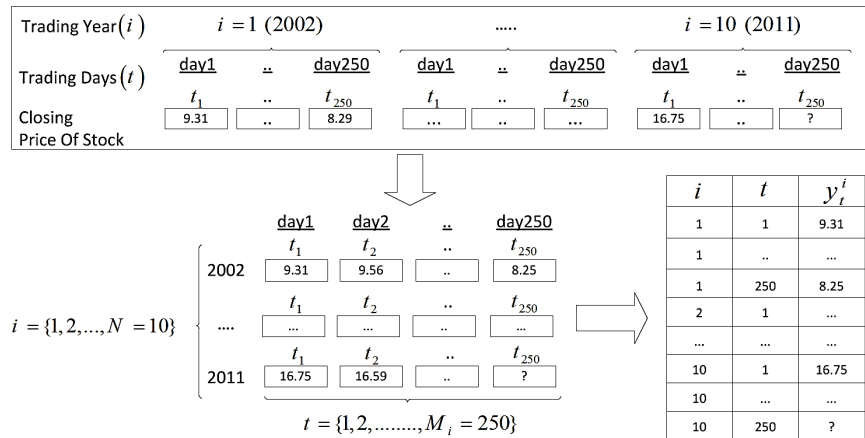 Trading Year(i) i = 1 (2002) ..... i = 10 (2011)
Trading Days(t) day1 .. day250 day1 .. day250 day1 .. day250
t₁ .. t₂₅₀ t₁ .. t₂₅₀ t₁ .. t₂₅₀
Closing 9.31 .. 8.29 ... .. ... 16.75 .. ?
Price Of Stock
day1 day2 .. day250
t₁ t₂ .. t₂₅₀
2002 9.31 9.56 .. 8.25
t₁ t₂ .. t₂₅₀
i = {1,2,...,N = 10} .... ... ... .. ...
t₁ t₂ .. t₂₅₀
2011 16.75 16.59 .. ?
t = {1,2,........,Mᵢ = 250}
i t yₜⁱ
1 1 9.31
1 .. ...
1 250 8.25
2 1 ...
... ... ...
10 1 16.75
10 ... ...
10 250 ?